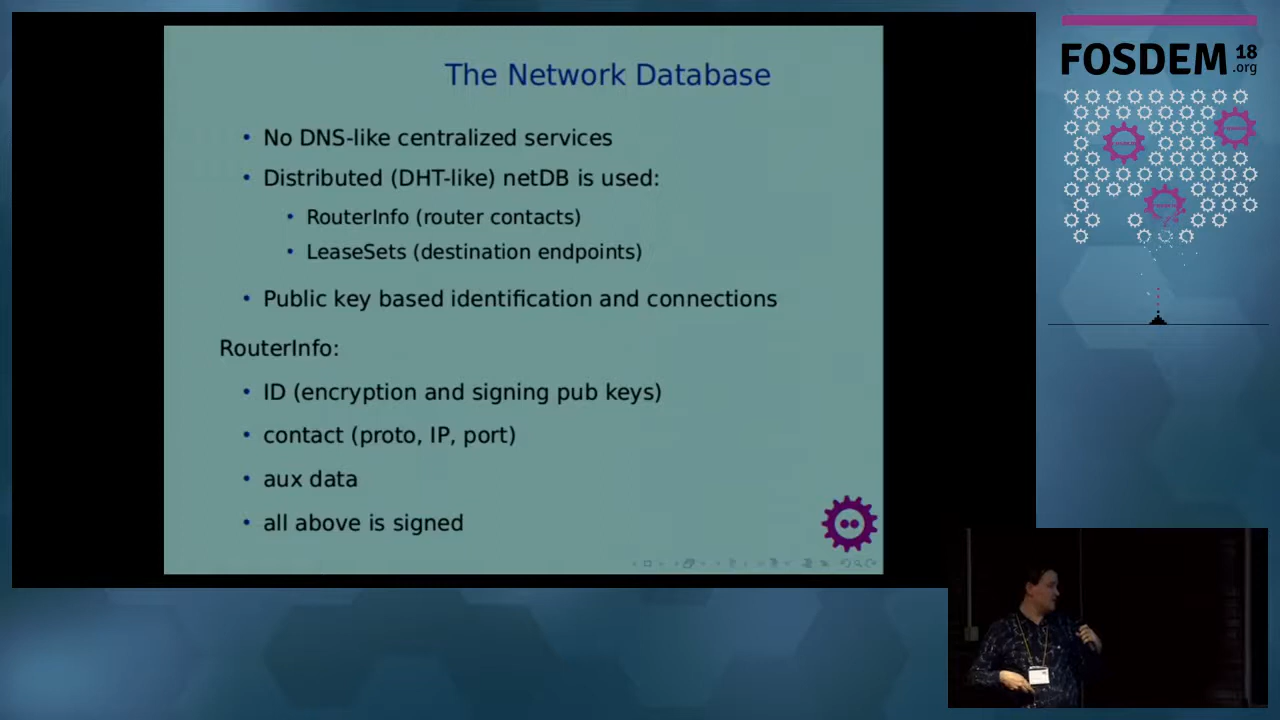 The Network Database
• No DNS-like centralized services
• Distributed (DHT-like) netDB is used:
• RouterInfo (router contacts)
• LeaseSets (destination endpoints)
• Public key based identification and connections
RouterInfo:
• ID (encryption and signing pub keys)
• contact (proto, IP, port)
• aux data
• all above is signed
FOSDEM 18
.org